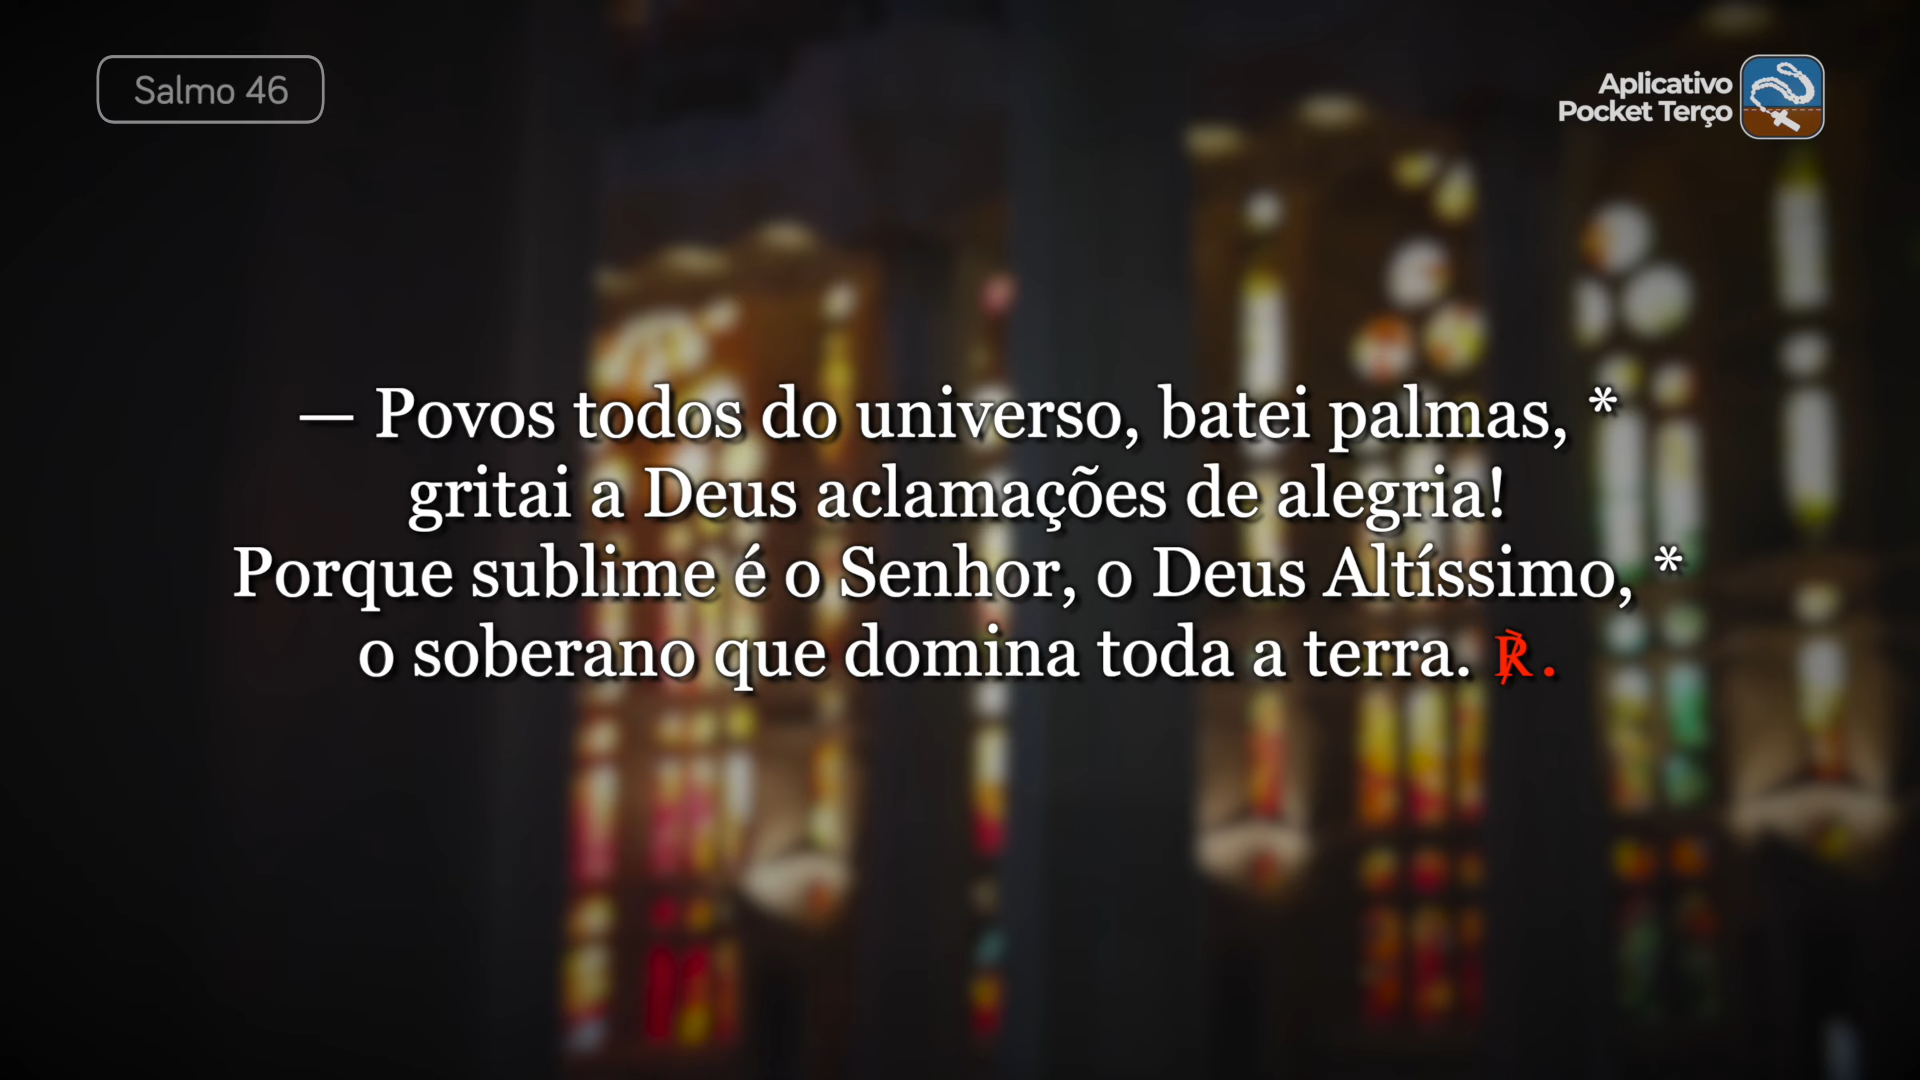 Salmo 46
Aplicativo
Pocket Terço
— Povos todos do universo, batei palmas, *
gritai a Deus aclamações de alegria!
Porque sublime é o Senhor, o Deus Altíssimo, *
o soberano que domina toda a terra. ℟.